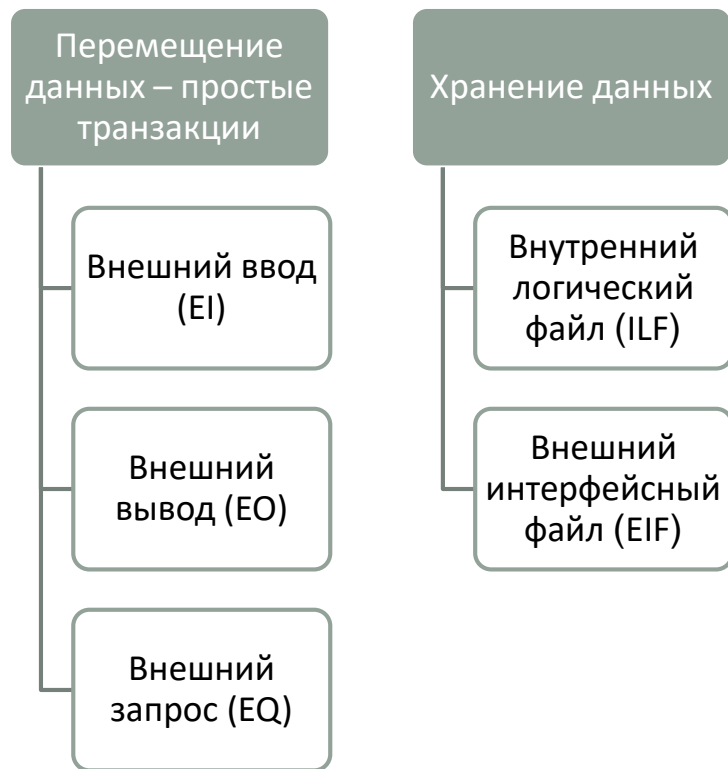 Перемещение
данных – простые
транзакции
Внешний ввод
(EI)
Внешний
вывод (EO)
Внешний
запрос (EQ)
Хранение данных
Внутренний
логический
файл (ILF)
Внешний
интерфейсный
файл (EIF)